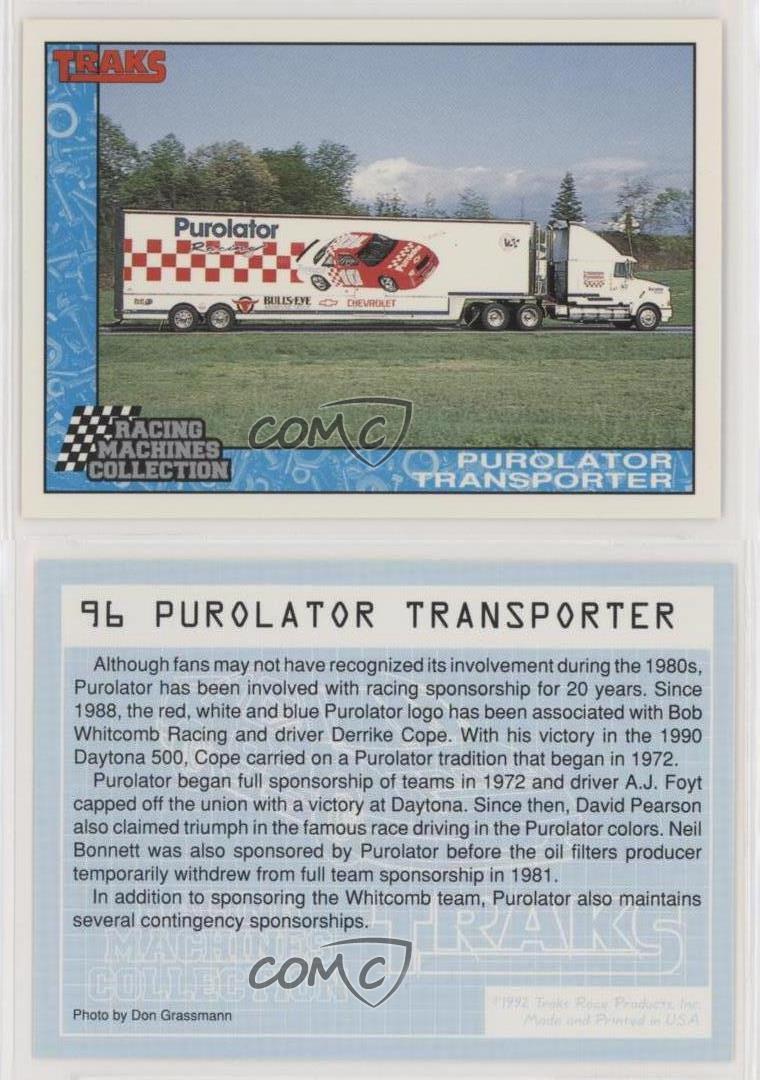 TRAKS
Purolator
Racing
10
Purolator
BULLS-EYE
CHEVROLET
RACING
MACHINES
COLLECTION
COMC
PUROLATOR
TRANSPORTER
96 PUROLATOR TRANSPORTER
Although fans may not have recognized its involvement during the 1980s,
Purolator has been involved with racing sponsorship for 20 years. Since
1988, the red, white and blue Purolator logo has been associated with Bob
Whitcomb Racing and driver Derrike Cope. With his victory in the 1990
Daytona 500, Cope carried on a Purolator tradition that began in 1972.
Purolator began full sponsorship of teams in 1972 and driver A.J. Foyt
capped off the union with a victory at Daytona. Since then, David Pearson
also claimed triumph in the famous race driving in the Purolator colors. Neil
Bonnett was also sponsored by Purolator before the oil filters producer
temporarily withdrew from full team sponsorship in 1981.
In addition to sponsoring the Whitcomb team, Purolator also maintains
several contingency sponsorships.
TRAKS
MACHINES
COLLECTION
COMC
©1992 Traks Race Products, Inc.
Made and Printed in U.S.A.
Photo by Don Grassmann